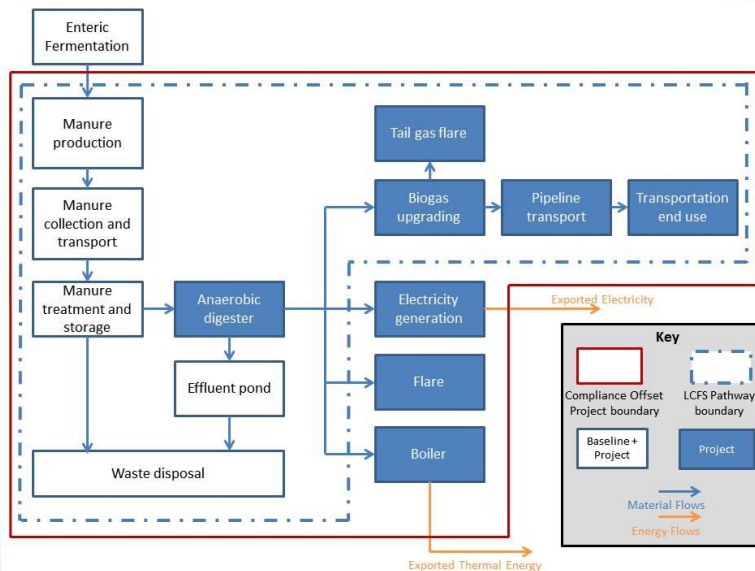 Enteric
Fermentation
Manure
production
Tail gas flare
Manure
collection and
transport
Biogas
upgrading
Pipeline
transport
Transportation
end use
Manure
treatment and
storage
Anaerobic
digester
Electricity
generation
Exported Electricity
Effluent pond
Flare
Waste disposal
Boiler
Exported Thermal Energy
Key
Compliance Offset
Project boundary
LCFS Pathway
boundary
Baseline +
Project
Project
Material Flows
Energy Flows